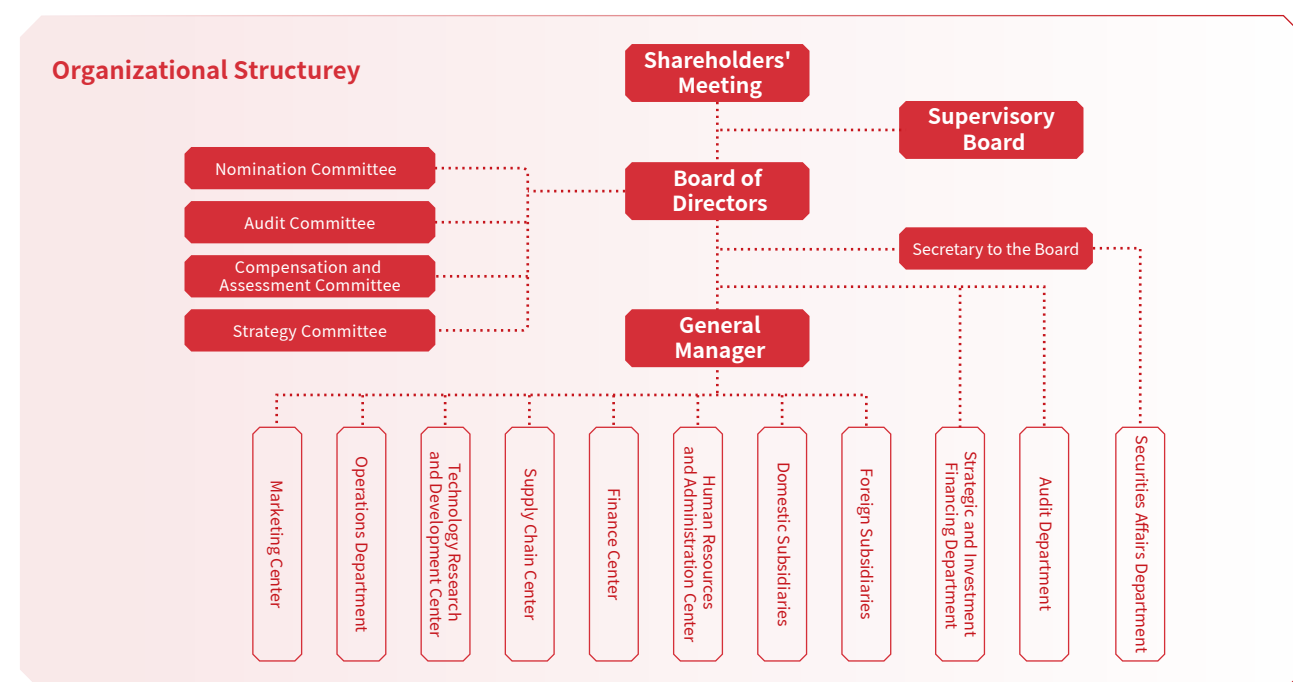 Organizational Structurey
Shareholders'
Meeting
Supervisory
Board
Nomination Committee
Board of
Directors
Audit Committee
Secretary to the Board
Compensation and
Assessment Committee
Strategy Committee
General
Manager
Marketing Center
Operations Department
Technology Research
and Development Center
Supply Chain Center
Finance Center
Human Resources
and Administration Center
Domestic Subsidiaries
Foreign Subsidiaries
Strategic and Investment
Financing Department
Audit Department
Securities Affairs Department